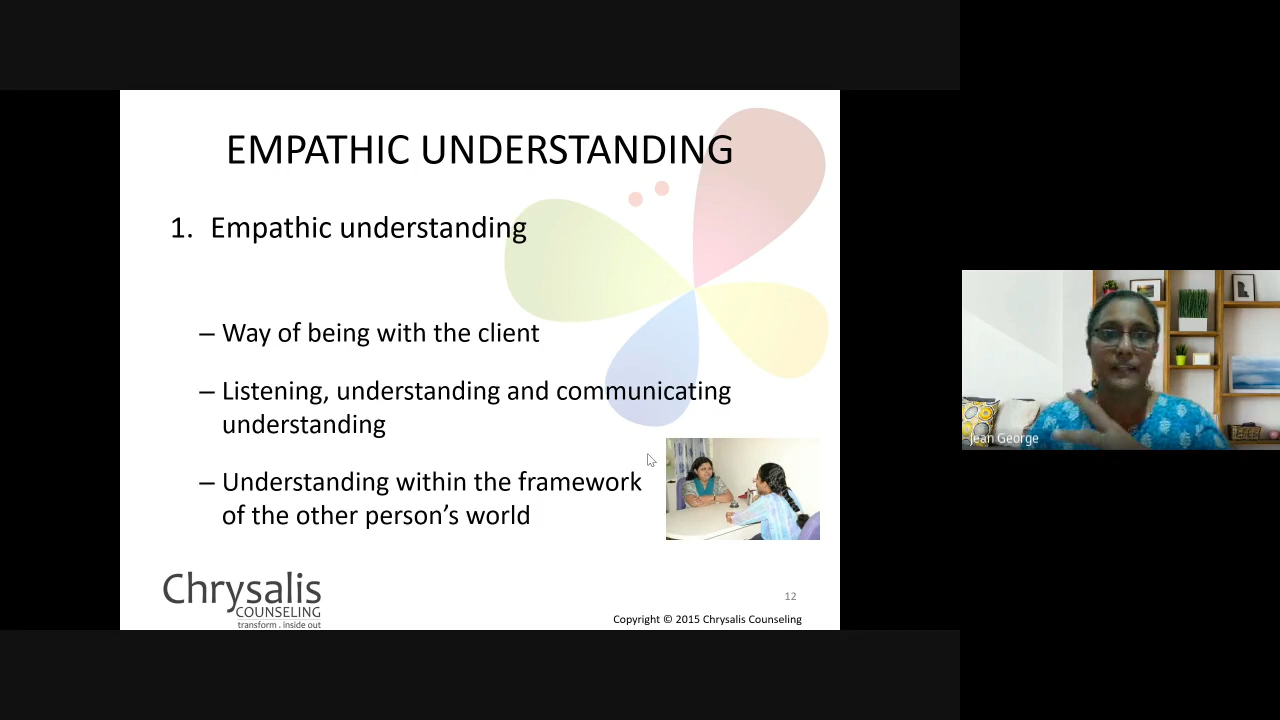 EMPATHIC UNDERSTANDING
1. Empathic understanding
– Way of being with the client
– Listening, understanding and communicating
understanding
– Understanding within the framework
of the other person’s world
Chrysalis
COUNSELING
transform . inside out
12
Copyright © 2015 Chrysalis Counseling
Jean George